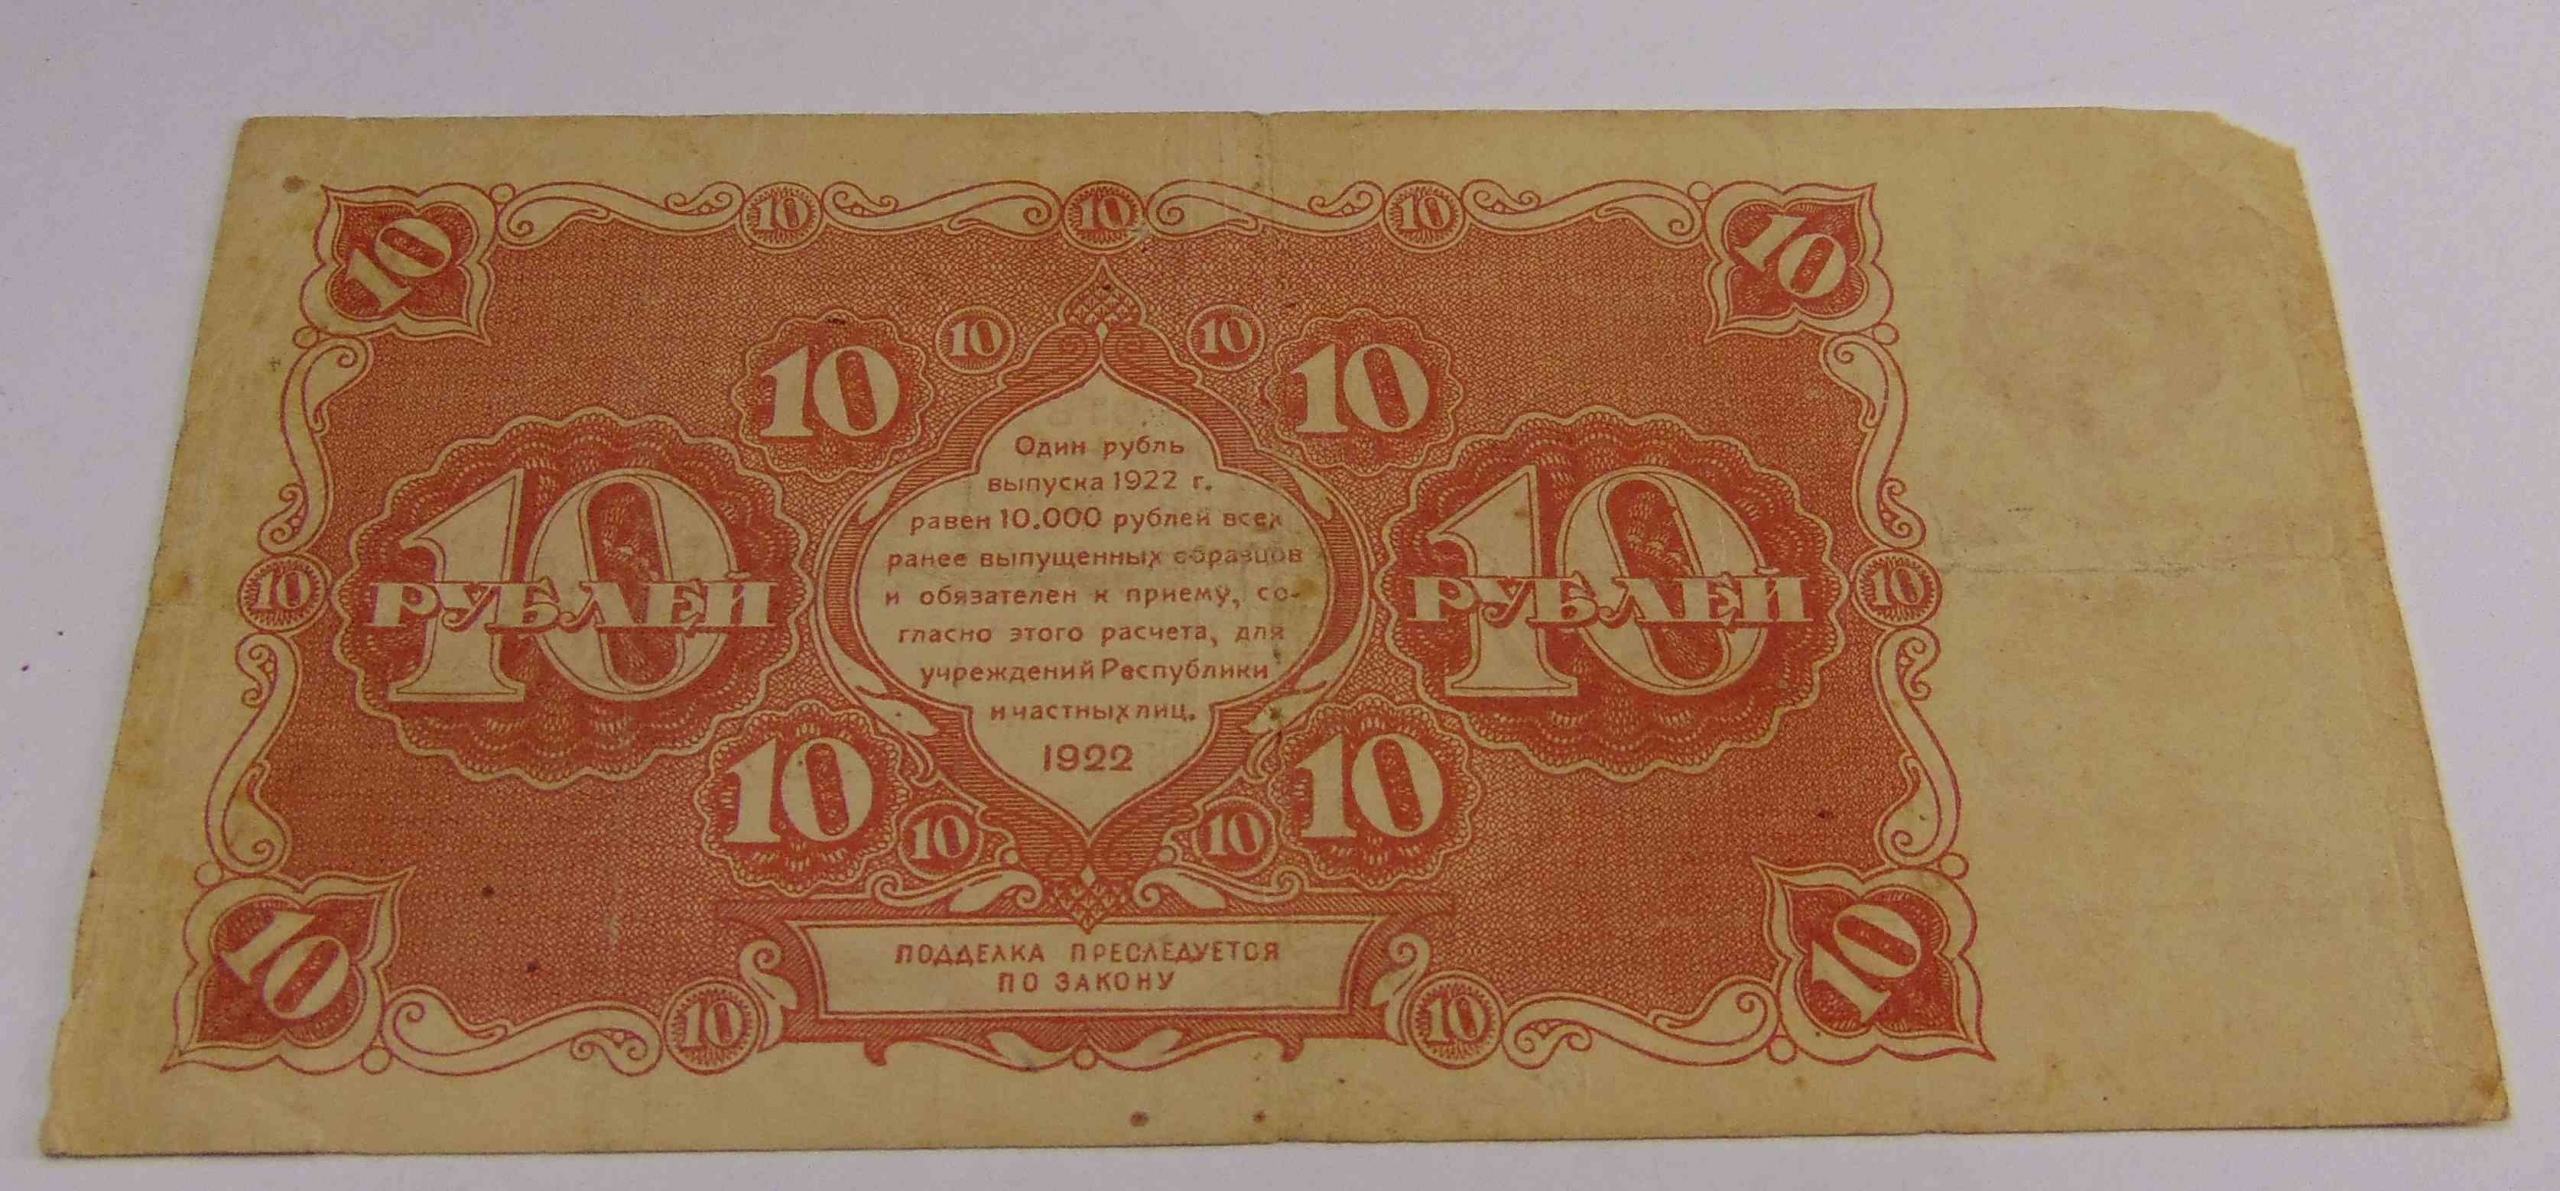 10 10 10 10 10
10 10 10 10
Один рубль
выпуска 1922 г.
равен 10.000 рублей всех
ранее выпущенных образцов
и обязателен к приему, со-
гласно этого расчета, для
учреждений Республики
и частных лиц.
1922
10 РУБЛЕЙ
10 РУБЛЕЙ
10 10
10 10 10 10
ПОДДЕЛКА ПРЕСЛЕДУЕТСЯ
ПО ЗАКОНУ
10 10 10 10